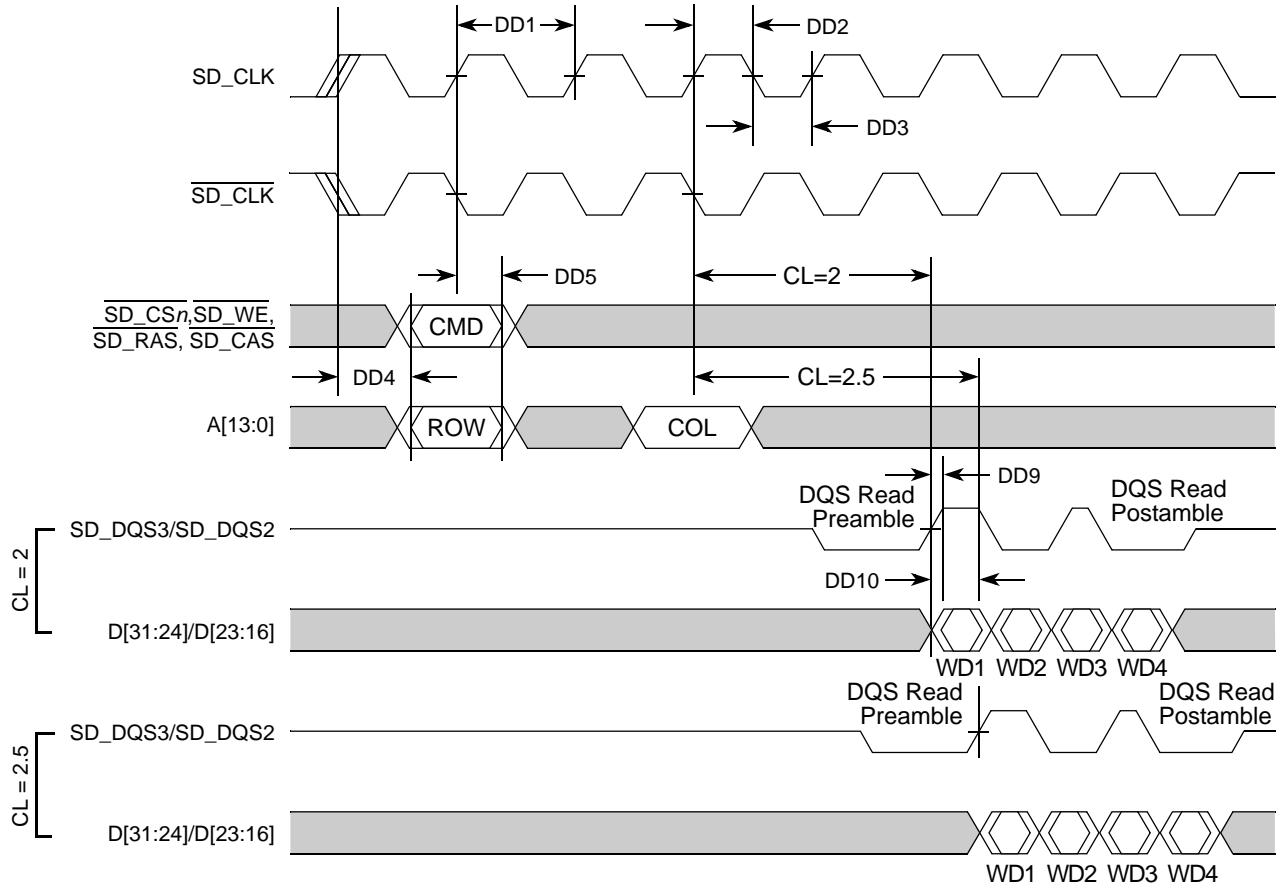 DD1
DD2
SD_CLK
DD3
SD_CLK
DD5
CL=2
SD_CSn,SD_WE,
SD_RAS, SD_CAS
CMD
DD4
CL=2.5
A[13:0]
ROW
COL
DD9
DQS Read
Preamble
DQS Read
Postamble
CL = 2
SD_DQS3/SD_DQS2
DD10
D[31:24]/D[23:16]
WD1 WD2 WD3 WD4
DQS Read
Preamble
DQS Read
Postamble
CL = 2.5
SD_DQS3/SD_DQS2
D[31:24]/D[23:16]
WD1 WD2 WD3 WD4